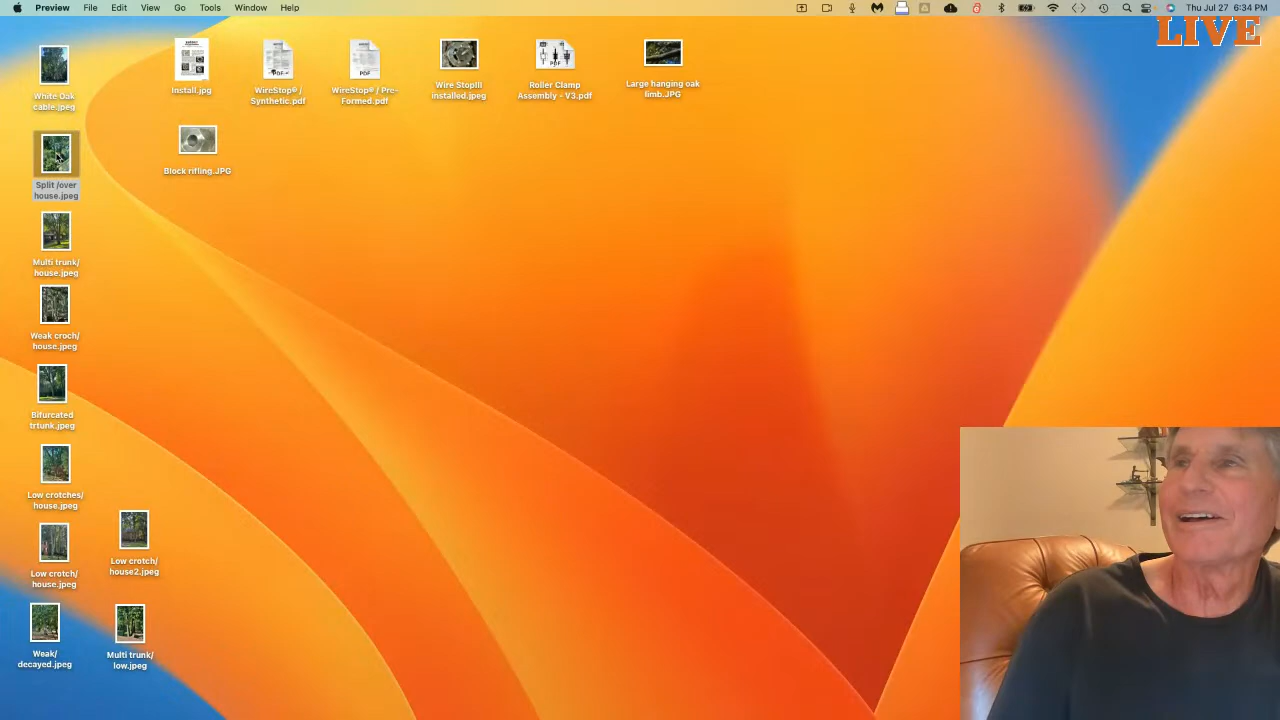 Preview File Edit View Go Tools Window Help
Thu Jul 27 6:34 PM
LIVE
White Oak
cable.jpeg
Install.jpg
WireStop® /
Synthetic.pdf
WireStop® / Pre-
Formed.pdf
Wire StopIII
installed.jpeg
Roller Clamp
Assembly - V3.pdf
Large hanging oak
limb.JPG
Split /over
house.jpeg
Block rifling.JPG
Multi trunk/
house.jpeg
Weak croch/
house.jpeg
Bifurcated
trtunk.jpeg
Low crotches/
house.jpeg
Low crotch/
house.jpeg
Low crotch/
house2.jpeg
Weak/
decayed.jpeg
Multi trunk/
low.jpeg
PDF
PDF
PDF